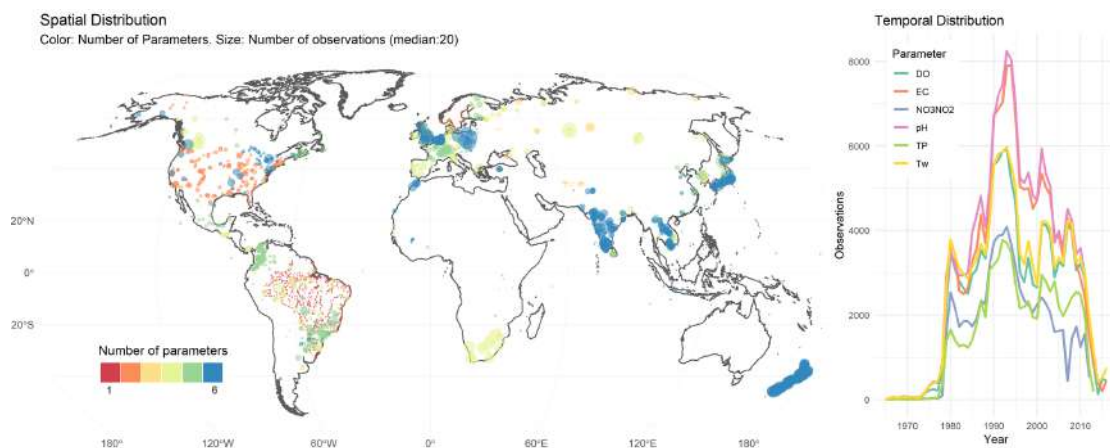 Spatial Distribution
Color: Number of Parameters. Size: Number of observations (median:20)
20°N
0°
20°S
Number of parameters
1 6
180° 120°W 60°W 0° 60°E 120°E 180°
Temporal Distribution
Parameter
DO
EC
NO3NO2
pH
TP
Tw
Observations
8000
6000
4000
2000
0
1970 1980 1990 2000 2010
Year